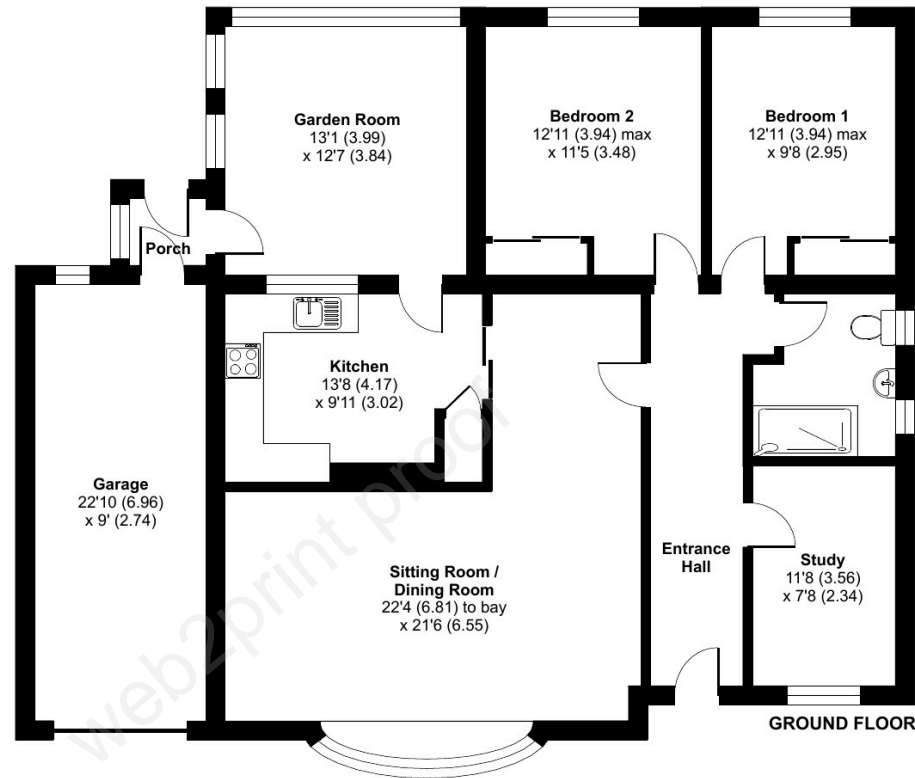 Garden Room
13'1 (3.99)
x 12'7 (3.84)
Bedroom 2
12'11 (3.94) max
x 11'5 (3.48)
Bedroom 1
12'11 (3.94) max
x 9'8 (2.95)
Porch
Kitchen
13'8 (4.17)
x 9'11 (3.02)
Garage
22'10 (6.96)
x 9' (2.74)
Sitting Room /
Dining Room
22'4 (6.81) to bay
x 21'6 (6.55)
Entrance
Hall
Study
11'8 (3.56)
x 7'8 (2.34)
GROUND FLOOR
web2print proof